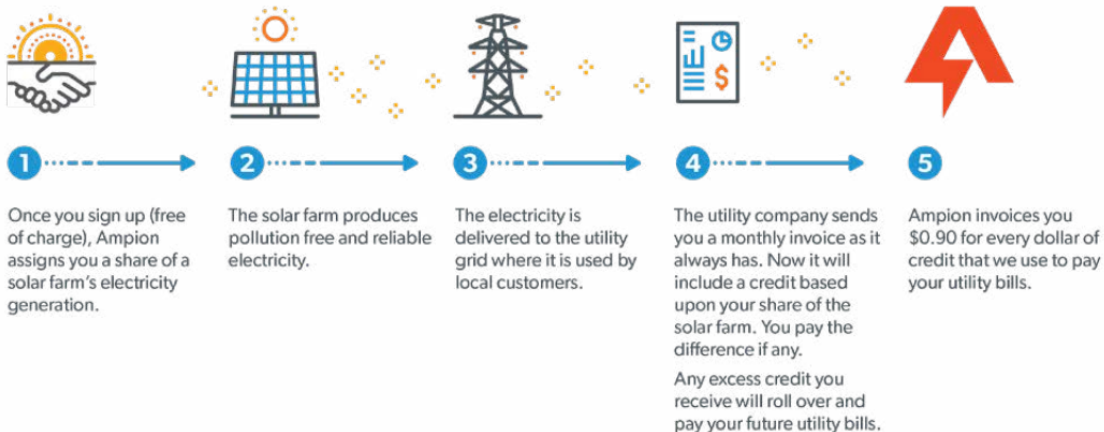 $
1
2
3
4
5
Once you sign up (free
of charge), Ampion
assigns you a share of a
solar farm's electricity
generation.
The solar farm produces
pollution free and reliable
electricity.
The electricity is
delivered to the utility
grid where it is used by
local customers.
The utility company sends
you a monthly invoice as it
always has. Now it will
include a credit based
upon your share of the
solar farm. You pay the
difference if any.
Any excess credit you
receive will roll over and
pay your future utility bills.
Ampion invoices you
$0.90 for every dollar of
credit that we use to pay
your utility bills.